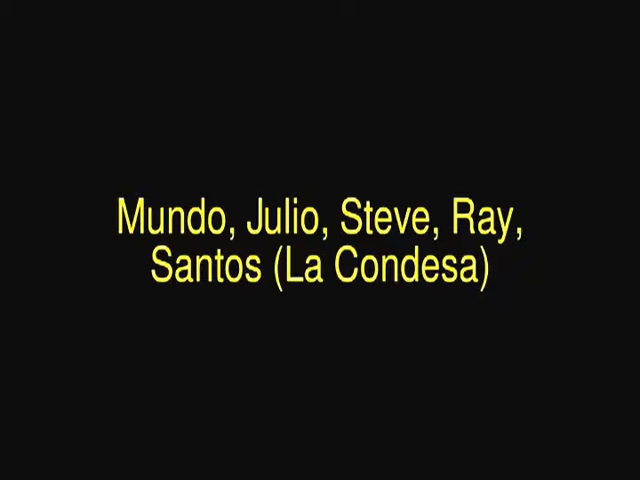 Mundo, Julio, Steve, Ray,
Santos (La Condesa)